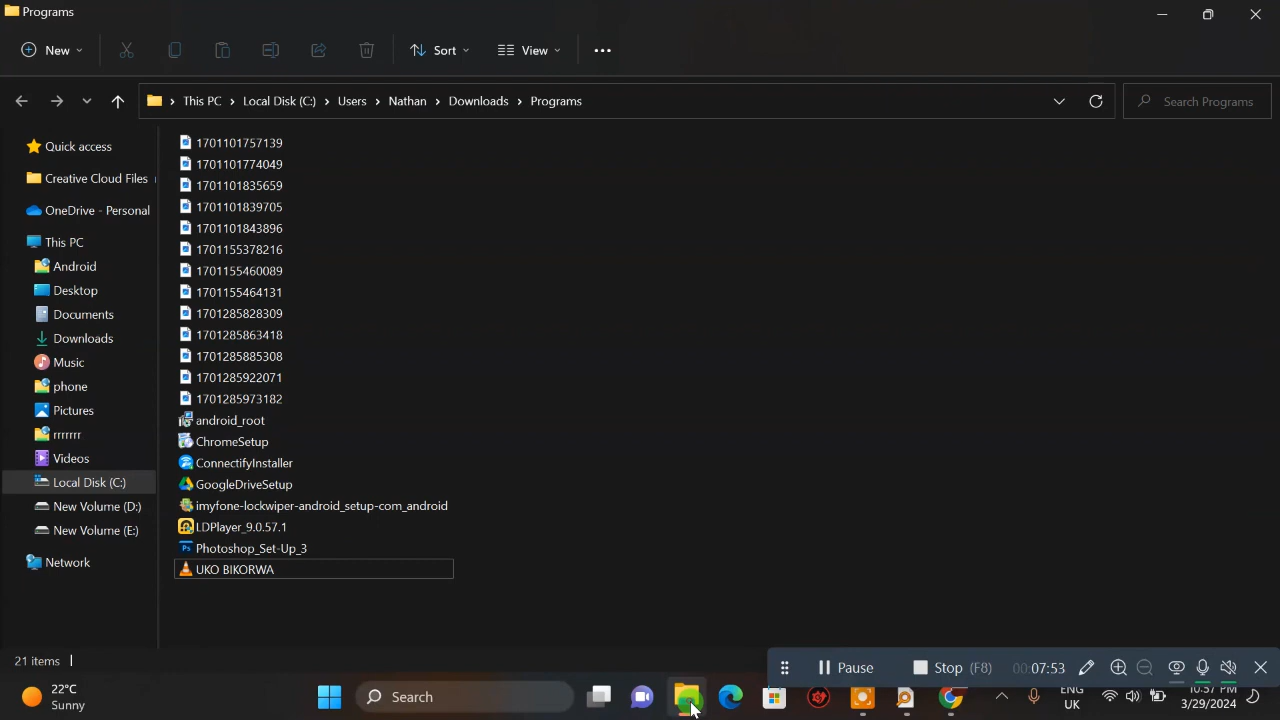 Programs
New
Sort
View
This PC > Local Disk (C:) > Users > Nathan > Downloads > Programs
Search Programs
Quick access
Creative Cloud Files
OneDrive - Personal
This PC
Android
Desktop
Documents
Downloads
Music
phone
Pictures
rrrrrrr
Videos
Local Disk (C:)
New Volume (D:)
New Volume (E:)
Network
1701101757139
1701101774049
1701101835659
1701101839705
1701101843896
1701155378216
1701155460089
1701155464131
1701285828309
1701285863418
1701285885308
1701285922071
1701285973182
android_root
ChromeSetup
ConnectifyInstaller
GoogleDriveSetup
imyfone-lockwiper-android_setup-com_android
LDPlayer_9.0.57.1
Ps Photoshop_Set-Up_3
UKO BIKORWA
21 items
Pause
Stop (F8)
00:07:53
22°C
Sunny
Search
ENG
UK
10:37 PM
3/29/2024